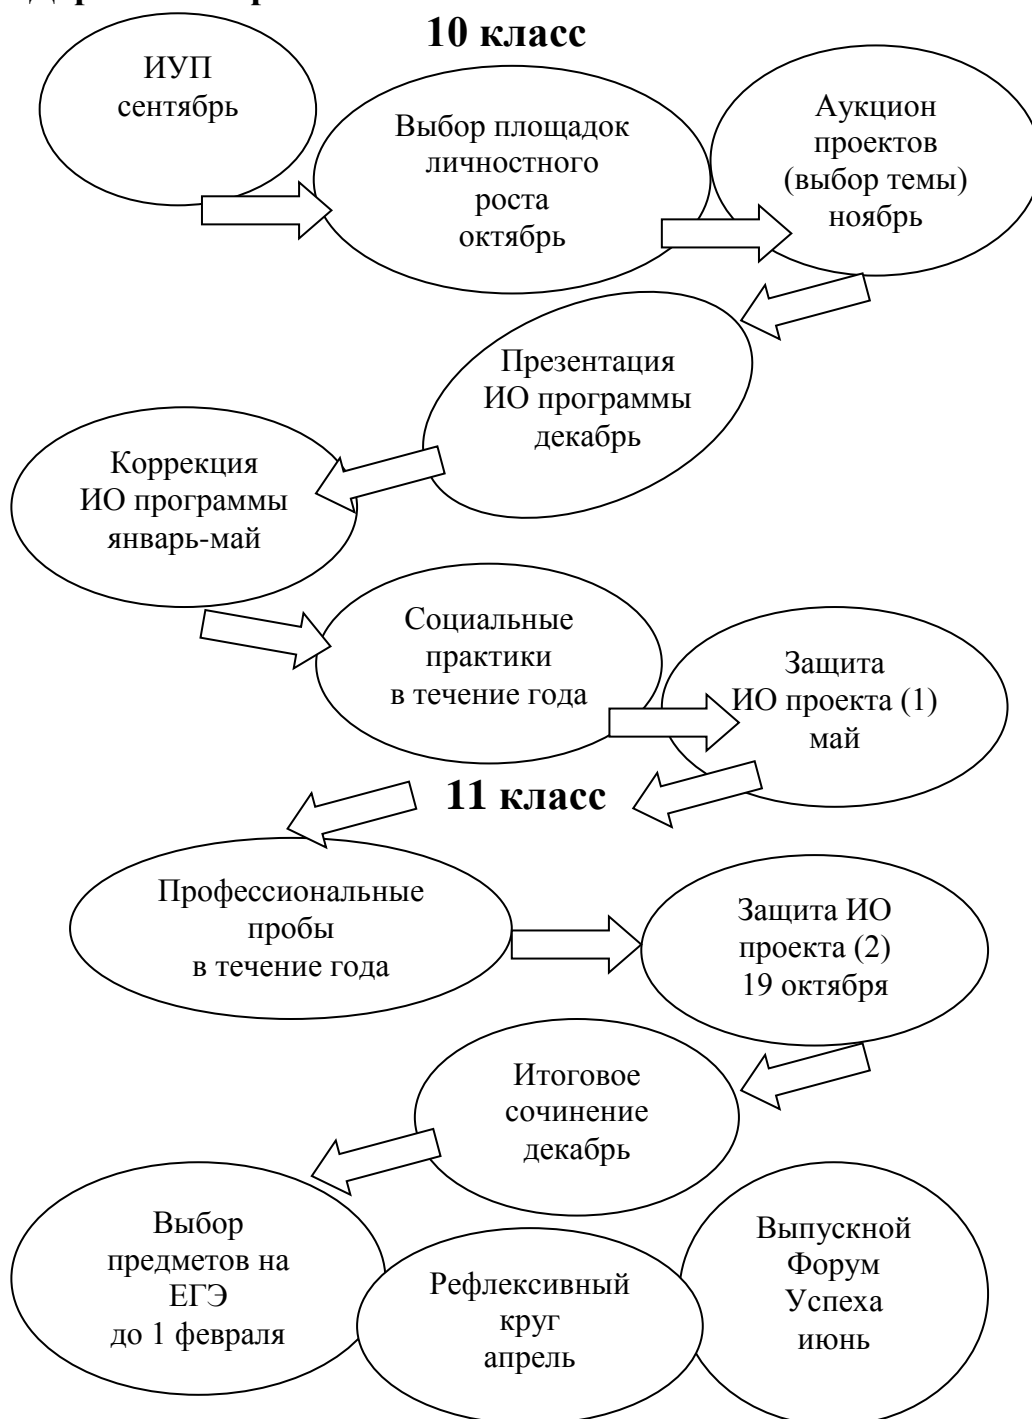 10 класс
ИУП
сентябрь
Выбор площадок
личностного
роста
октябрь
Аукцион
проектов
(выбор темы)
ноябрь
Презентация
ИО программы
декабрь
Коррекция
ИО программы
январь-май
Социальные
практики
в течение года
Защита
ИО проекта (1)
май
11 класс
Профессиональные
пробы
в течение года
Защита ИО
проекта (2)
19 октября
Итоговое
сочинение
декабрь
Выбор
предметов на
ЕГЭ
до 1 февраля
Рефлексивный
круг
апрель
Выпускной
Форум
Успеха
июнь